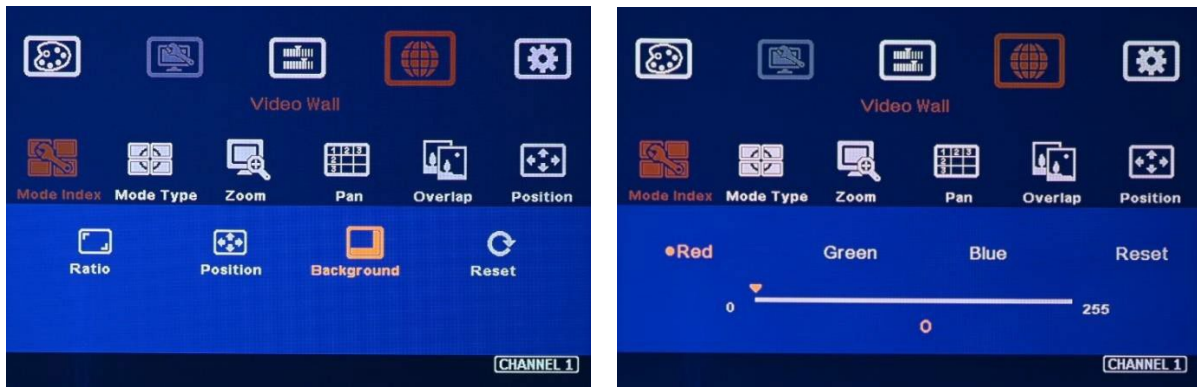 Video Wall
Mode Index Mode Type Zoom Pan Overlap Position
Ratio Position Background Reset
CHANNEL 1
Video Wall
Mode Index Mode Type Zoom Pan Overlap Position
Red Green Blue Reset
0 255
0
CHANNEL 1